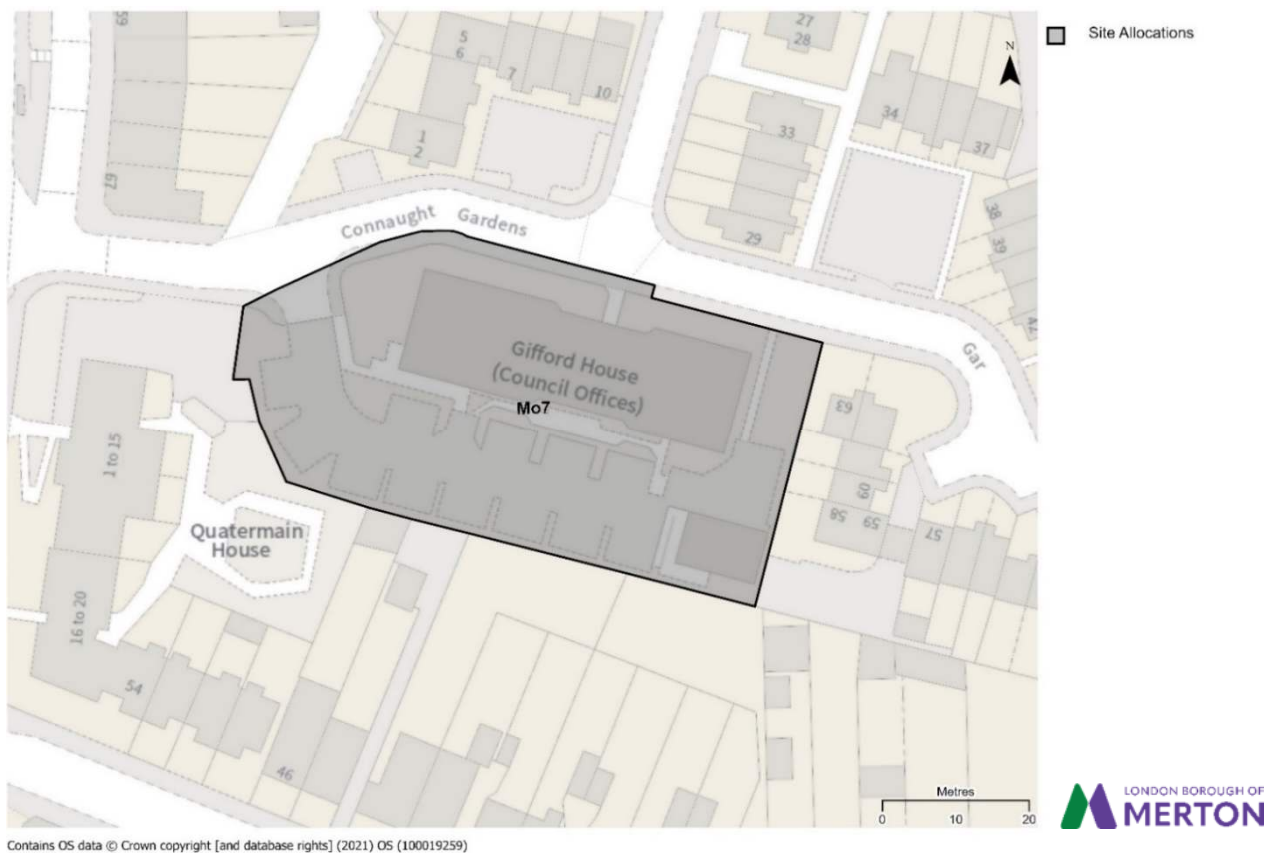 Site Allocations
N
59
67
5
6
7
10
1
2
27
28
33
29
34
37
38
39
42
Connaught Gardens
Gar
Gifford House
(Council Offices)
Mo7
63
60
58
59
57
1 to 15
Quatermain
House
16 to 20
54
46
Metres
0 10 20
LONDON BOROUGH OF
MERTON
Contains OS data © Crown copyright [and database rights] (2021) OS (100019259)